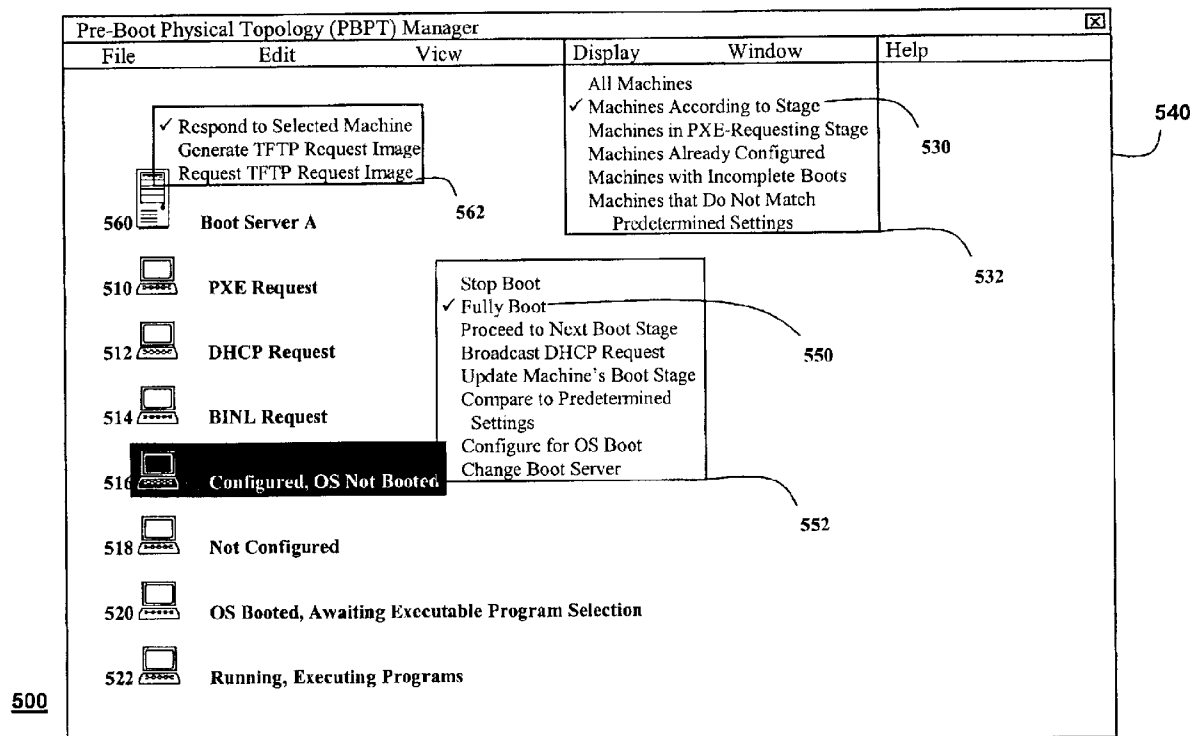 Pre-Boot Physical Topology (PBPT) Manager
File Edit View Display Window Help
All Machines
✓ Machines According to Stage
Machines in PXE-Requesting Stage
Machines Already Configured
Machines with Incomplete Boots
Machines that Do Not Match
Predetermined Settings
530
532
540
✓ Respond to Selected Machine
Generate TFTP Request Image
Request TFTP Request Image
562
560 Boot Server A
510 PXE Request
512 DHCP Request
514 BINL Request
516 Configured, OS Not Booted
518 Not Configured
520 OS Booted, Awaiting Executable Program Selection
522 Running, Executing Programs
Stop Boot
✓ Fully Boot
Proceed to Next Boot Stage
Broadcast DHCP Request
Update Machine's Boot Stage
Compare to Predetermined
Settings
Configure for OS Boot
Change Boot Server
550
552
500